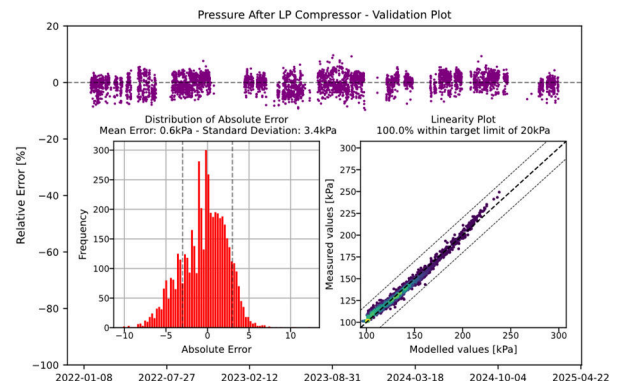 Pressure After LP Compressor - Validation Plot
20
0
−20
−40
−60
−80
−100
Relative Error [%]
Distribution of Absolute Error
Mean Error: 0.6kPa - Standard Deviation: 3.4kPa
300
250
200
150
100
50
0
Frequency
−10 −5 0 5 10
Absolute Error
Linearity Plot
100.0% within target limit of 20kPa
300
275
250
225
200
175
150
125
100
Measured values [kPa]
100 150 200 250 300
Modelled values [kPa]
2022-01-08 2022-07-27 2023-02-12 2023-08-31 2024-03-18 2024-10-04 2025-04-22